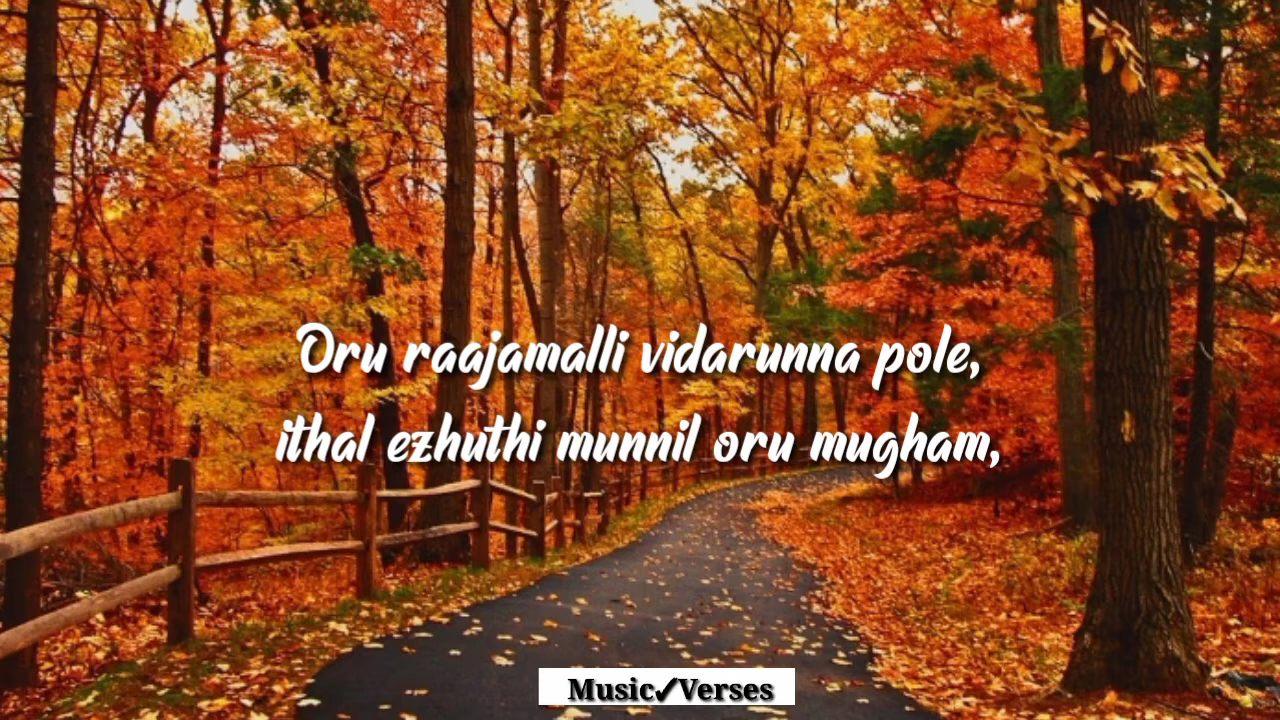 Oru raajamalli vidarunna pole,
ithal ezhuthi munnil oru mugham,
Music✓Verses